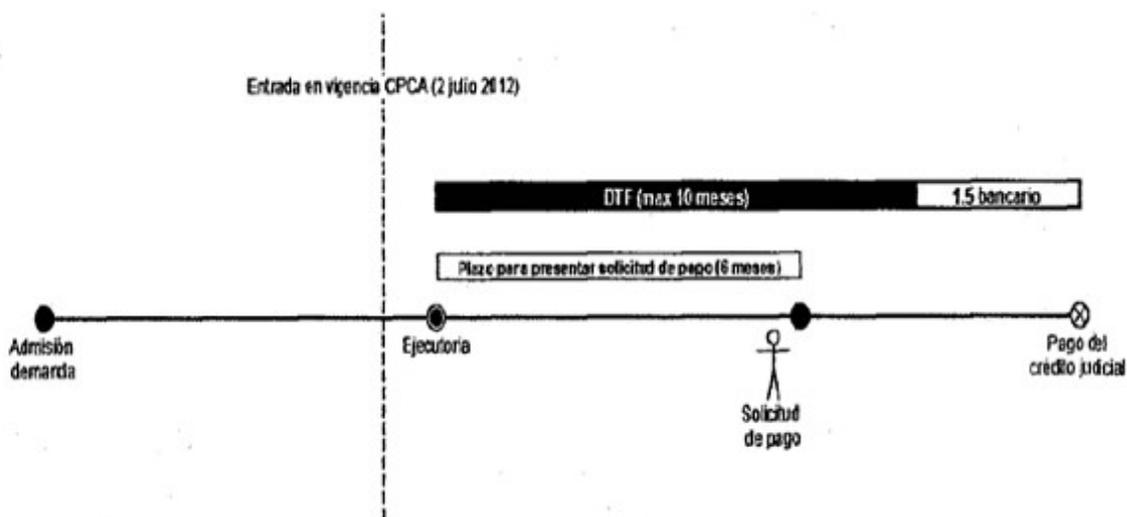 Entrada en vigencia CPCA (2 julio 2012)
DTF (max 10 meses)
1.5 bancario
Plazo para presentar solicitud de pago (6 meses)
Admisión
demanda
Ejecutoria
Solicitud
de pago
Pago del
crédito judicial